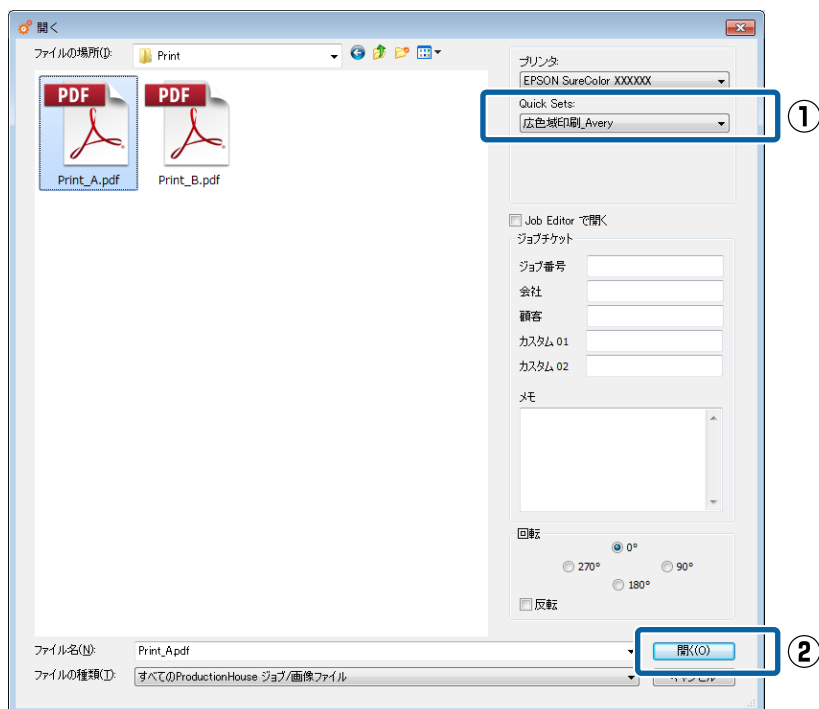 開く
ファイルの場所(I):
Print
プリンタ:
EPSON SureColor XXXXXX
Quick Sets:
広色域印刷_Avery
①
PDF
PDF
Print_A.pdf
Print_B.pdf
Job Editor で開く
ジョブチケット
ジョブ番号
会社
顧客
カスタム 01
カスタム 02
メモ
回転
0°
270°
90°
180°
反転
ファイル名(N):
Print_A.pdf
開く(O)
②
ファイルの種類(T):
すべてのProductionHouse ジョブ/画像ファイル